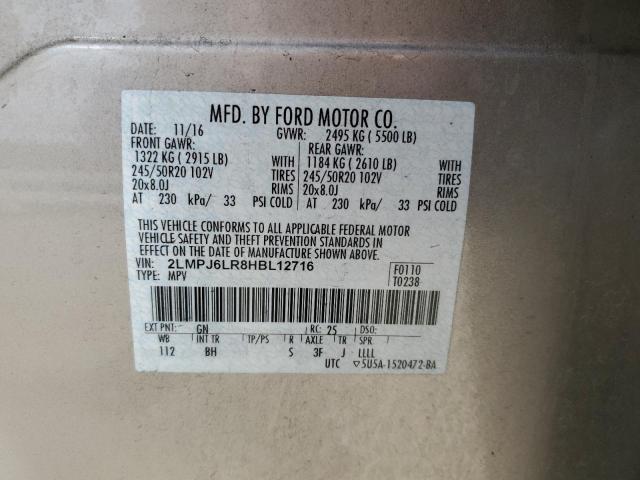 MFD. BY FORD MOTOR CO.
DATE: 11/16 GVWR: 2495 KG ( 5500 LB)
FRONT GAWR: REAR GAWR:
1322 KG ( 2915 LB) WITH 1184 KG ( 2610 LB) WITH
245/50R20 102V TIRES 245/50R20 102V TIRES
20x8.0J RIMS 20x8.0J RIMS
AT 230 kPa/ 33 PSI COLD AT 230 kPa/ 33 PSI COLD
THIS VEHICLE CONFORMS TO ALL APPLICABLE FEDERAL MOTOR
VEHICLE SAFETY AND THEFT PREVENTION STANDARDS IN
EFFECT ON THE DATE OF MANUFACTURE SHOWN ABOVE.
VIN: 2LMPJ6LR8HBL12716 F0110
TYPE: MPV T0238
EXT PNT: GN RC: 25 DSO:
WB INT TR TP/PS R AXLE TR SPR
112 BH S 3F J LLLL
UTC ▽5U5A-1520472-BA